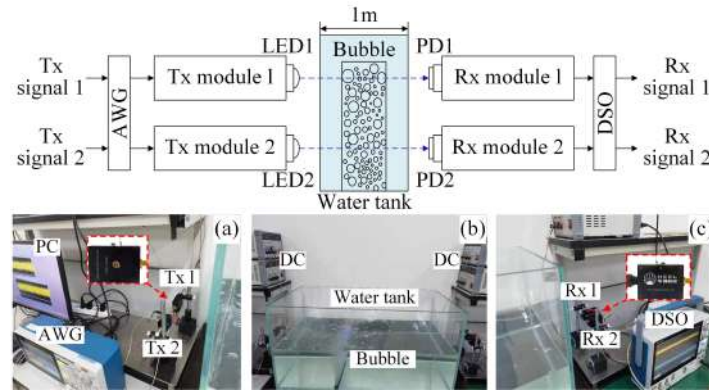 1m
LED1
Bubble
PD1
Tx
signal 1
AWG
Tx module 1
Rx module 1
DSO
Rx
signal 1
Tx
signal 2
Tx module 2
Rx module 2
Rx
signal 2
LED2
PD2
Water tank
(a)
PC
Tx 1
AWG
Tx 2
(b)
DC
DC
Water tank
Bubble
(c)
Rx 1
DSO
Rx 2